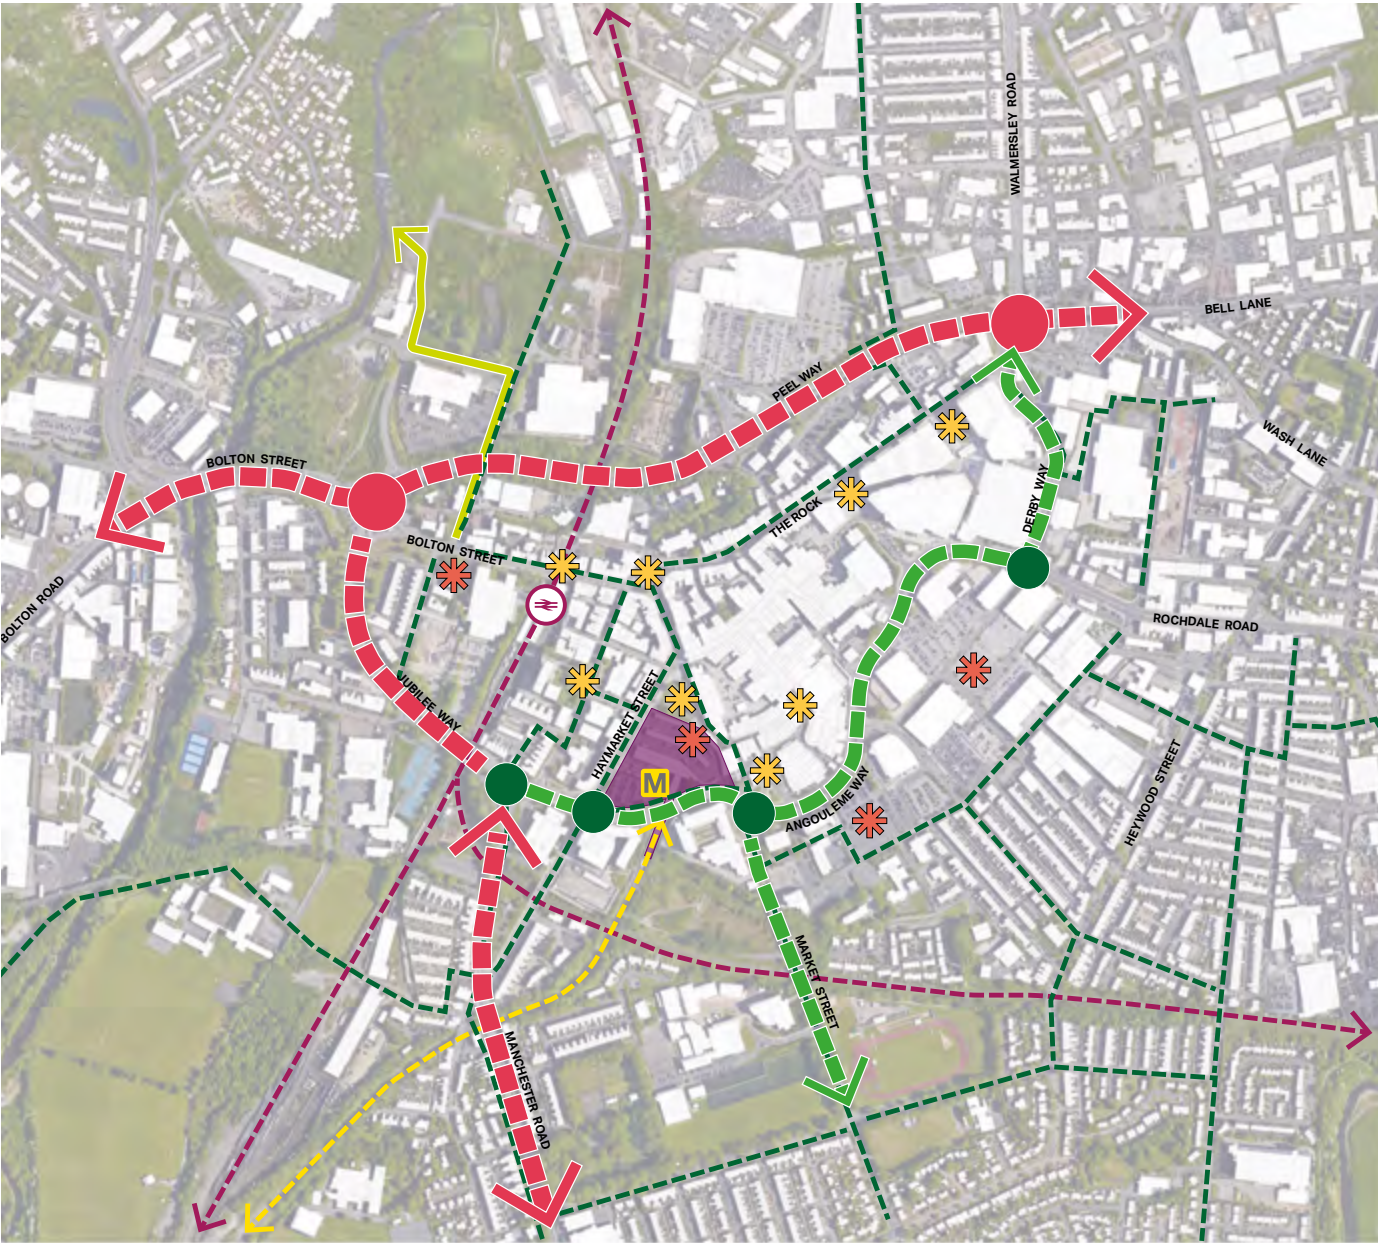 WALMERSLEY ROAD
BELL LANE
PEEL WAY
WASH LANE
BOLTON STREET
THE ROCK
DERBY WAY
BOLTON STREET
BOLTON ROAD
ROCHDALE ROAD
JUBILEE WAY
HAYMARKET STREET
M
ANGOULEME WAY
HEYWOOD STREET
MARKET STREET
MANCHESTER ROAD